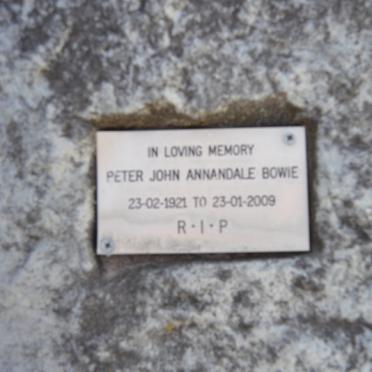 IN LOVING MEMORY
PETER JOHN ANNANDALE BOWIE
23-02-1921 TO 23-01-2009
R·I·P